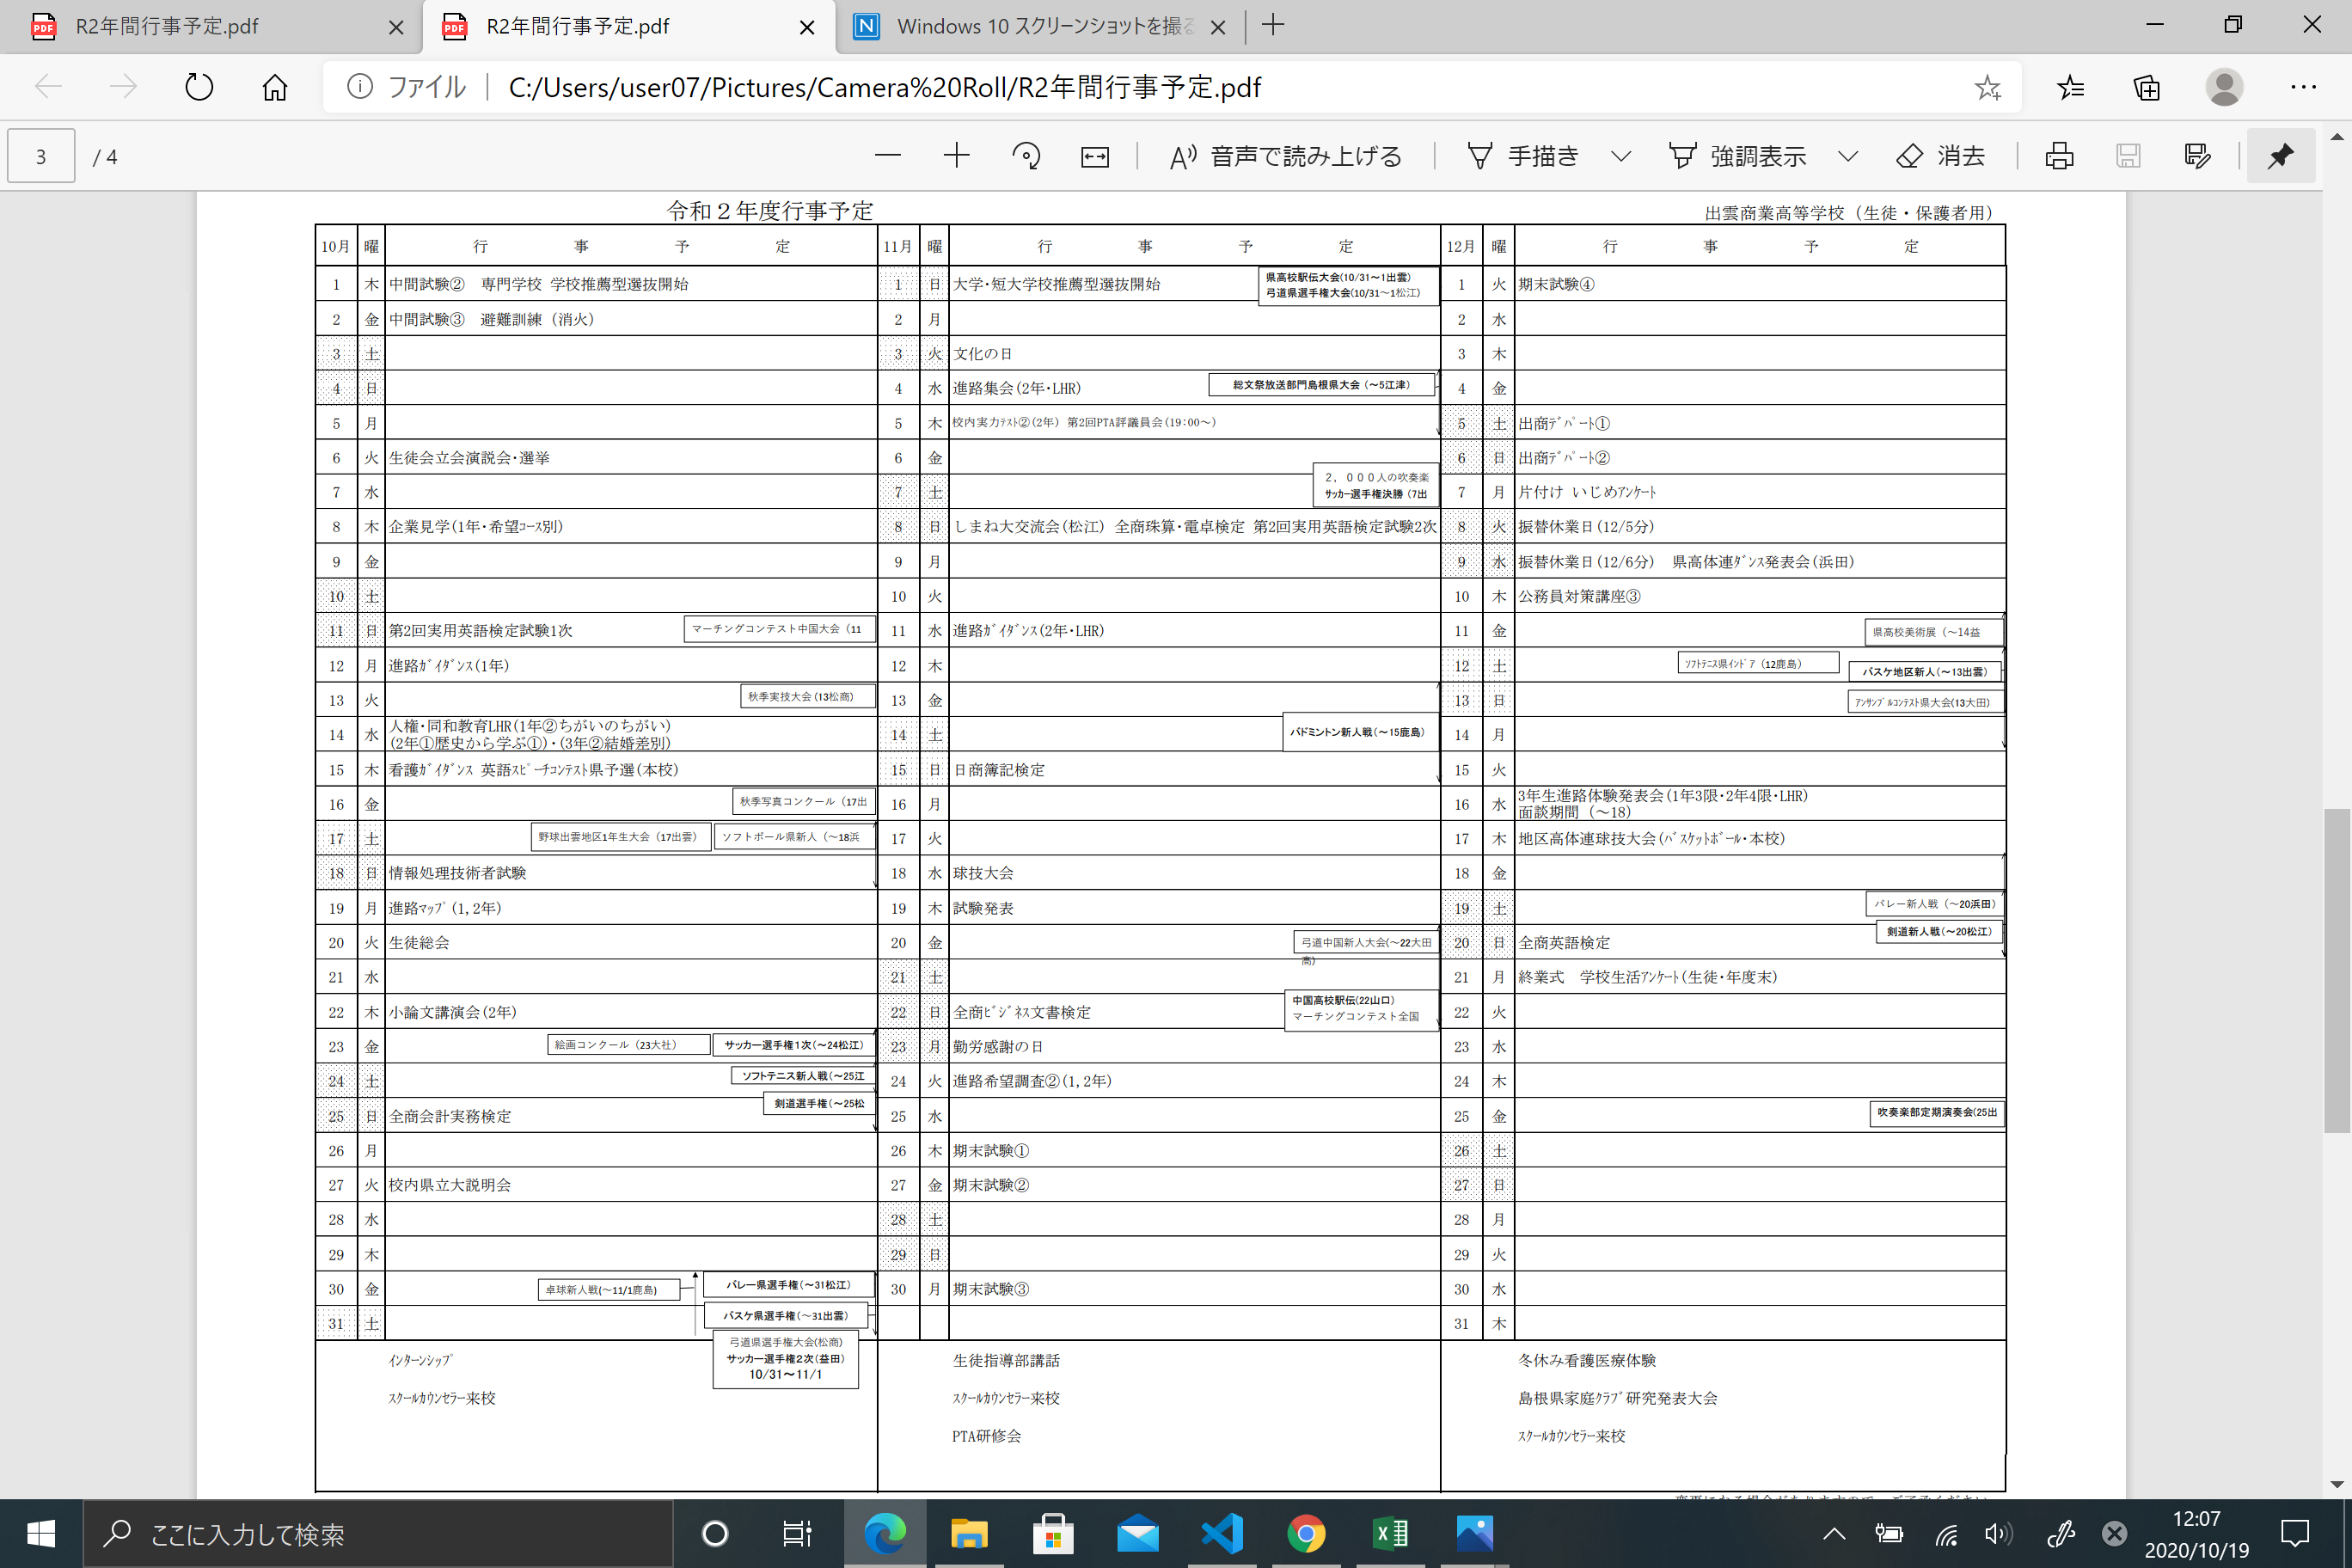 R2年間行事予定.pdf
R2年間行事予定.pdf
Windows 10 スクリーンショットを撮る
ファイル
C:/Users/user07/Pictures/Camera%20Roll/R2年間行事予定.pdf
3 / 4
音声で読み上げる
手描き
強調表示
消去
令和２年度行事予定
出雲商業高等学校（生徒・保護者用）
10月 曜 行 事 予 定
1 木 中間試験② 専門学校 学校推薦型選抜開始
2 金 中間試験③ 避難訓練（消火）
3 土
4 日
5 月
6 火 生徒会立会演説会・選挙
7 水
8 木 企業見学(1年・希望ｺｰｽ別)
9 金
10 土
11 日 第2回実用英語検定試験1次 マーチングコンテスト中国大会（11
12 月 進路ｶﾞｲﾀﾞﾝｽ(1年)
13 火 秋季実技大会(13松商)
14 水 人権・同和教育LHR(1年②ちがいのちがい)
(2年①歴史から学ぶ①)・(3年②結婚差別)
15 木 看護ｶﾞｲﾀﾞﾝｽ 英語ｽﾋﾟｰﾁｺﾝﾃｽﾄ県予選(本校)
16 金 秋季写真コンクール（17出
17 土 野球出雲地区1年生大会（17出雲） ソフトボール県新人（～18浜
18 日 情報処理技術者試験
19 月 進路ﾏｯﾌﾟ(1,2年)
20 火 生徒総会
21 水
22 木 小論文講演会(2年)
23 金 絵画コンクール（23大社） サッカー選手権1次(～24松江)
24 土 ソフトテニス新人戦(～25江
25 日 全商会計実務検定 剣道選手権(～25松
26 月
27 火 校内県立大説明会
28 水
29 木
30 金 卓球新人戦(～11/1鹿島) バレー県選手権(～31松江)
31 土 バスケ県選手権(～31出雲)
弓道県選手権大会(松商)
サッカー選手権2次(益田)
10/31～11/1
ｲﾝﾀｰﾝｼｯﾌﾟ
ｽｸｰﾙｶｳﾝｾﾗｰ来校
11月 曜 行 事 予 定
1 日 大学・短大学校推薦型選抜開始 県高校駅伝大会(10/31～1出雲)
弓道県選手権大会(10/31～1松江)
2 月
3 火 文化の日
4 水 進路集会(2年・LHR) 総文祭放送部門島根県大会（～5江津）
5 木 校内実力ﾃｽﾄ②(2年) 第2回PTA評議員会(19:00～)
6 金
２，０００人の吹奏楽
7 土 サッカー選手権決勝（7出
8 日 しまね大交流会(松江) 全商珠算・電卓検定 第2回実用英語検定試験2次
9 月
10 火
11 水 進路ｶﾞｲﾀﾞﾝｽ(2年・LHR)
12 木
13 金
14 土 バドミントン新人戦(～15鹿島)
15 日 日商簿記検定
16 月
17 火
18 水 球技大会
19 木 試験発表
20 金 弓道中国新人大会(～22大田
高)
21 土
22 日 全商ﾋﾞｼﾞﾈｽ文書検定 中国高校駅伝(22山口)
マーチングコンテスト全国
23 月 勤労感謝の日
24 火 進路希望調査②(1,2年)
25 水
26 木 期末試験①
27 金 期末試験②
28 土
29 日
30 月 期末試験③
生徒指導部講話
ｽｸｰﾙｶｳﾝｾﾗｰ来校
PTA研修会
12月 曜 行 事 予 定
1 火 期末試験④
2 水
3 木
4 金
5 土 出商ﾃﾞﾊﾟｰﾄ①
6 日 出商ﾃﾞﾊﾟｰﾄ②
7 月 片付け いじめｱﾝｹｰﾄ
8 火 振替休業日(12/5分)
9 水 振替休業日(12/6分) 県高体連ﾀﾞﾝｽ発表会(浜田)
10 木 公務員対策講座③
11 金 県高校美術展（～14益
12 土 ｿﾌﾄﾃﾆｽ県ｲﾝﾄﾞｱ（12鹿島） バスケ地区新人(～13出雲)
13 日 ｱﾝｻﾝﾌﾞﾙｺﾝﾃｽﾄ県大会(13大田)
14 月
15 火
16 水 3年生進路体験発表会(1年3限・2年4限・LHR)
面談期間（～18）
17 木 地区高体連球技大会(ﾊﾞｽｹｯﾄﾎﾞｰﾙ・本校)
18 金
19 土 バレー新人戦（～20浜田）
20 日 全商英語検定 剣道新人戦(～20松江)
21 月 終業式 学校生活ｱﾝｹｰﾄ(生徒・年度末)
22 火
23 水
24 木
25 金 吹奏楽部定期演奏会(25出
26 土
27 日
28 月
29 火
30 水
31 木
冬休み看護医療体験
島根県家庭ｸﾗﾌﾞ研究発表大会
ｽｸｰﾙｶｳﾝｾﾗｰ来校
ここに入力して検索
12:07
2020/10/19